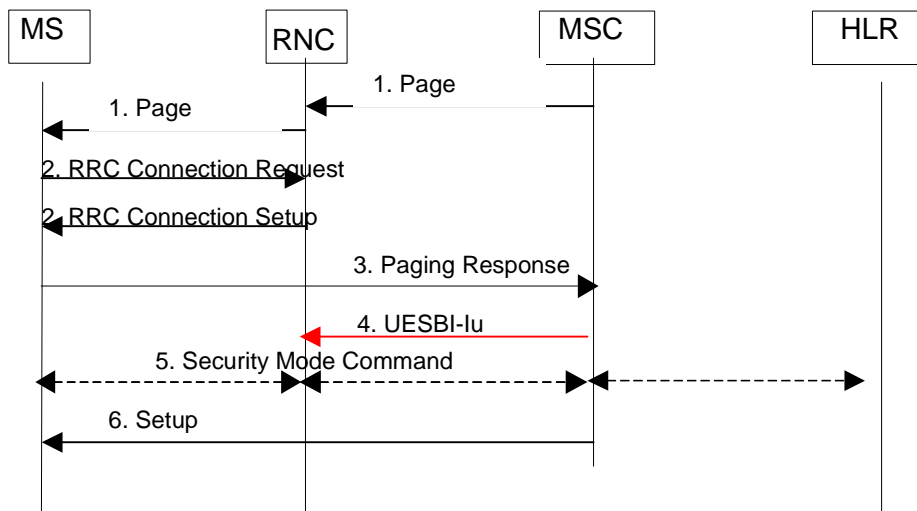 MS
RNC
MSC
HLR
1. Page
1. Page
2. RRC Connection Request
2. RRC Connection Setup
3. Paging Response
4. UESBI-Iu
5. Security Mode Command
6. Setup